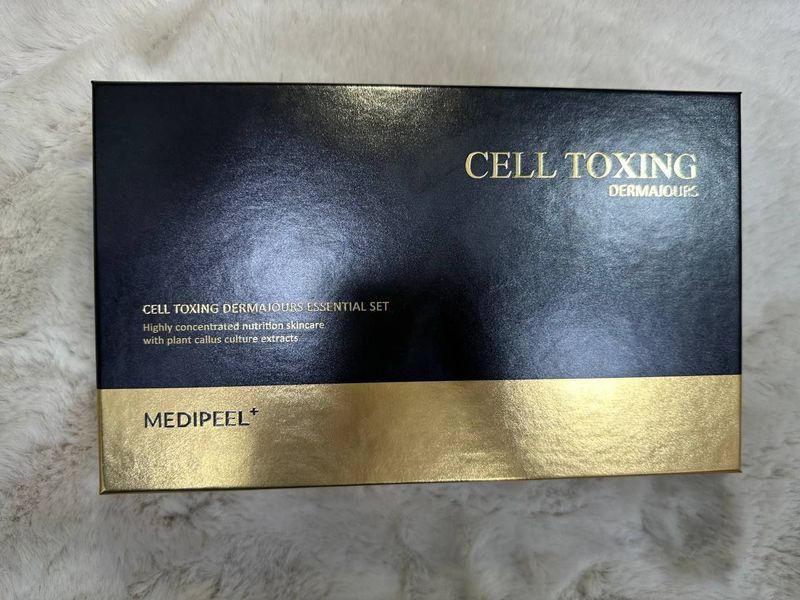 CELL TOXING
DERMAJOURS
CELL TOXING DERMAJOURS ESSENTIAL SET
Highly concentrated nutrition skincare
with plant callus culture extracts
MEDIPEEL+